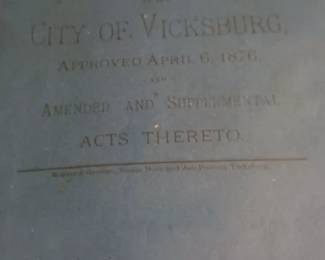 CITY OF VICKSBURG,
APPROVED APRIL 6, 1876,
AND
AMENDED AND SUPPLEMENTAL
ACTS THERETO.